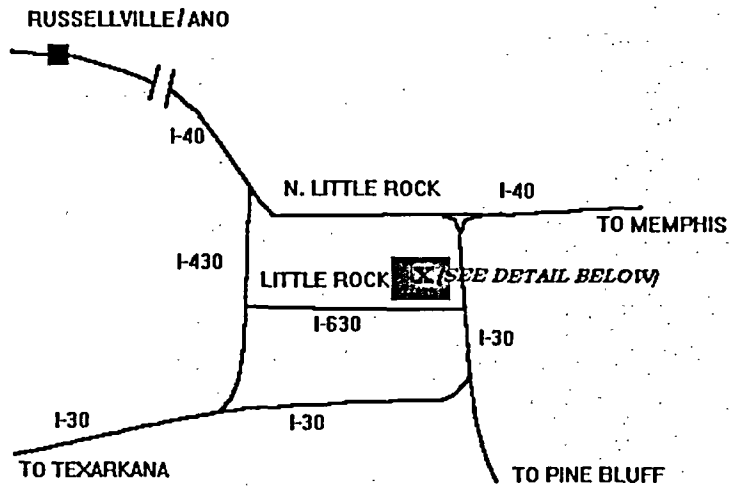 RUSSELLVILLE/ANO
I-40
N. LITTLE ROCK
I-40
TO MEMPHIS
I-430
LITTLE ROCK X (SEE DETAIL BELOW)
I-630
I-30
I-30
I-30
TO TEXARKANA
TO PINE BLUFF